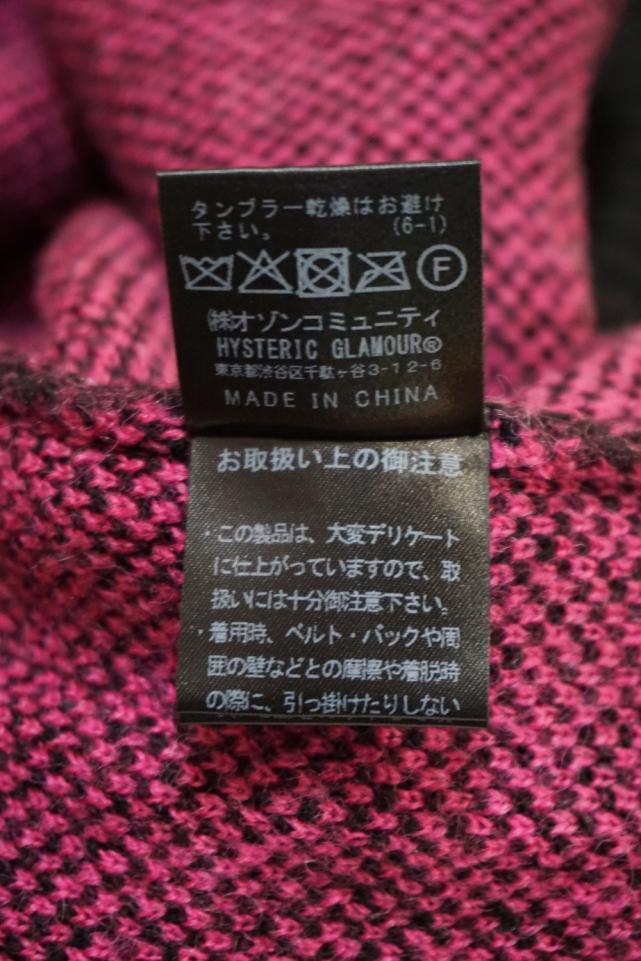 タンブラー乾燥はお避け
下さい。 (6-1)
F
㈱オゾンコミュニティ
HYSTERIC GLAMOUR®
東京都渋谷区千駄ヶ谷3-12-6
MADE IN CHINA
お取扱い上の御注意
・この製品は、大変デリケート
に仕上がっていますので、取
扱いには十分御注意下さい。
・着用時、ベルト・バックや周
囲の壁などとの摩擦や着脱時
の際に、引っ掛けたりしない